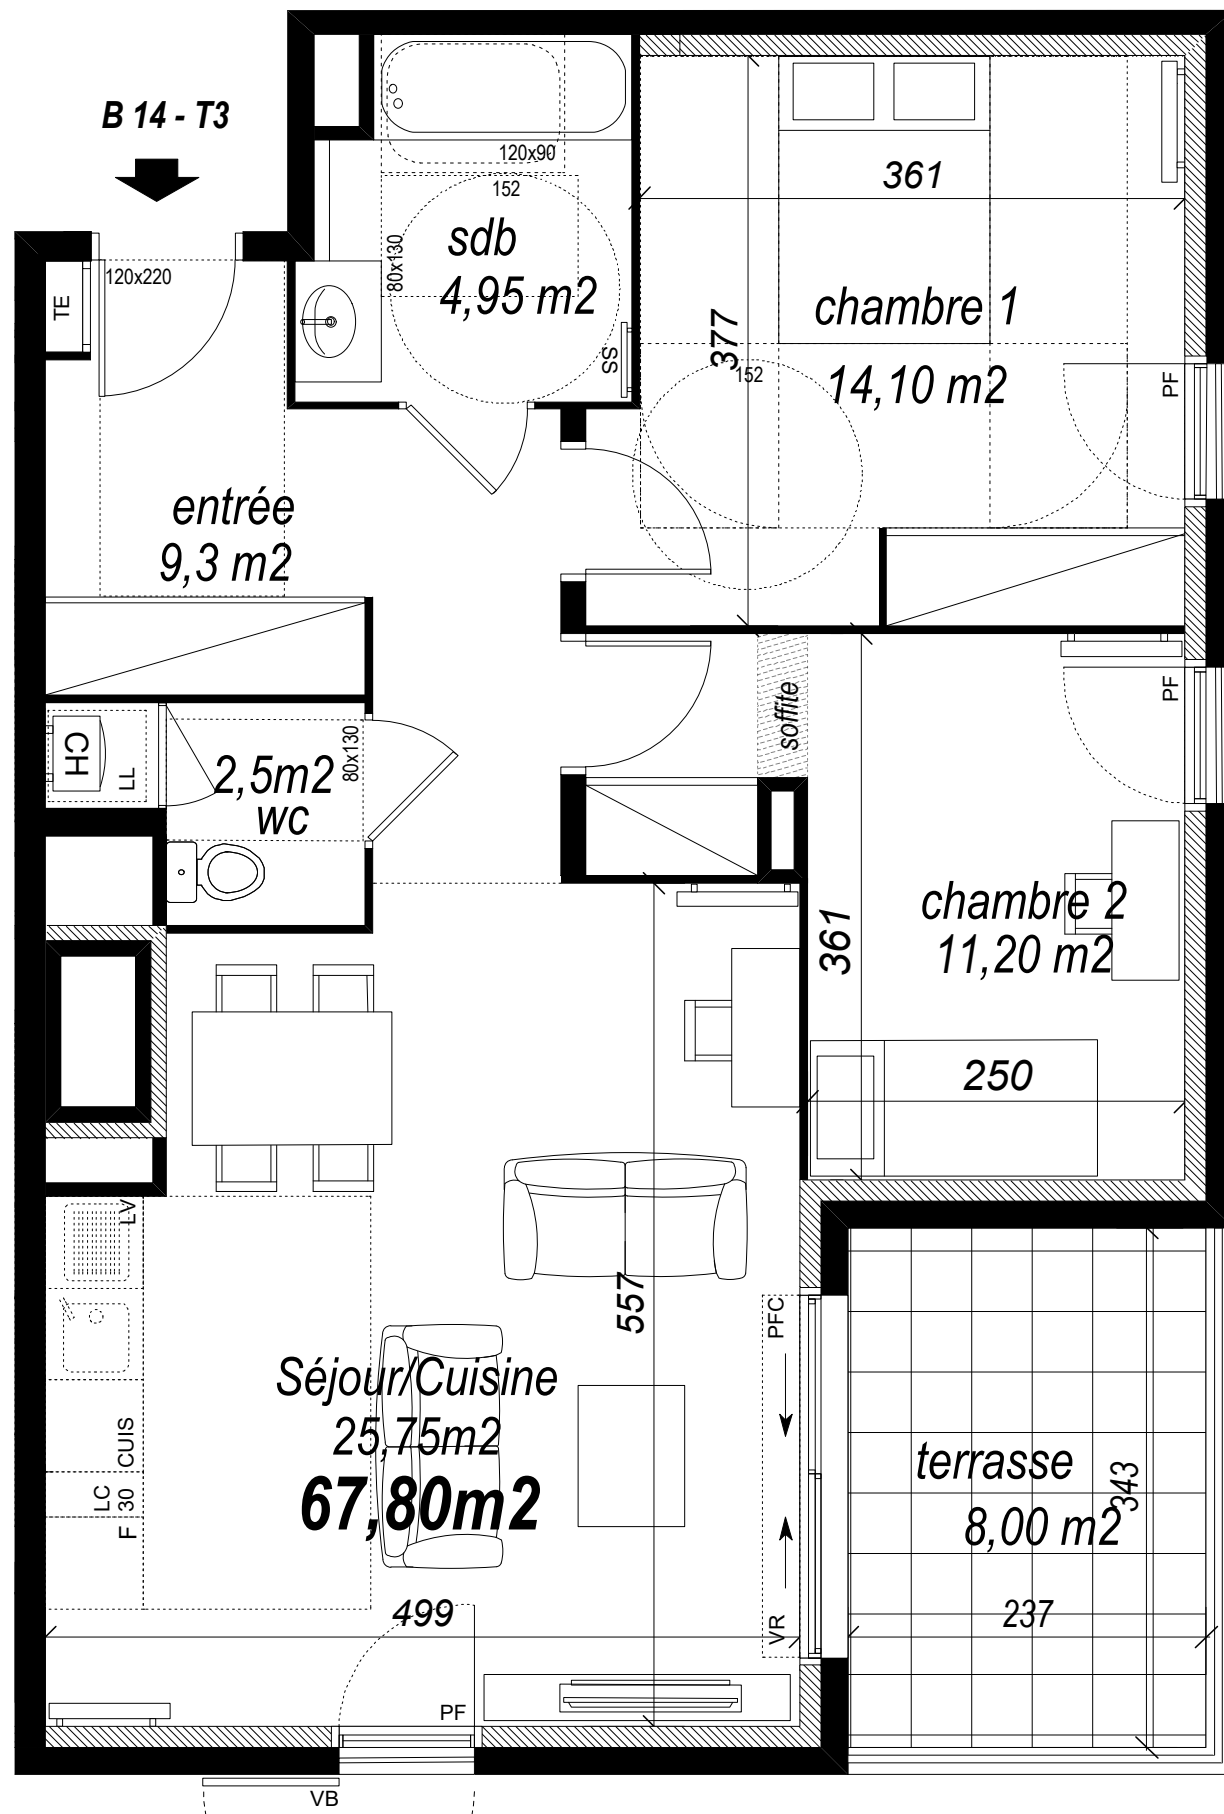 B 14 - T3
120x90
152
361
sdb
4,95 m2
80x130
120x220
TE
SS
chambre 1
14,10 m2
377
152
PF
entrée
9,3 m2
soffite
PF
CH
LL
2,5m2
wc
80x130
chambre 2
11,20 m2
361
250
LV
557
PFC
Séjour/Cuisine
25,75m2
67,80m2
CUIS
LC
30
F
terrasse
8,00 m2
343
237
499
VR
PF
VB